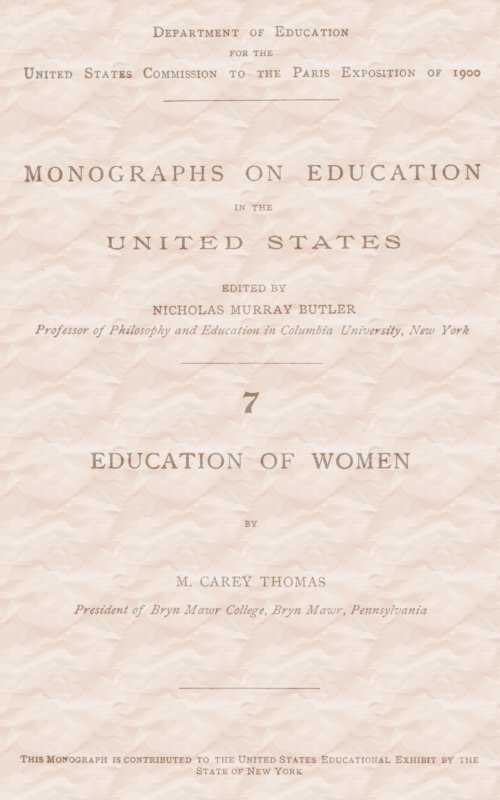 Department of Education
for the
United States Commission to the Paris Exposition of 1900
MONOGRAPHS ON EDUCATION
IN THE
UNITED STATES
EDITED BY
NICHOLAS MURRAY BUTLER
Professor of Philosophy and Education in Columbia University, New York
7
EDUCATION OF WOMEN
BY
M. CAREY THOMAS
President of Bryn Mawr College, Bryn Mawr, Pennsylvania
This Monograph is contributed to the United States Educational Exhibit by the
State of New York